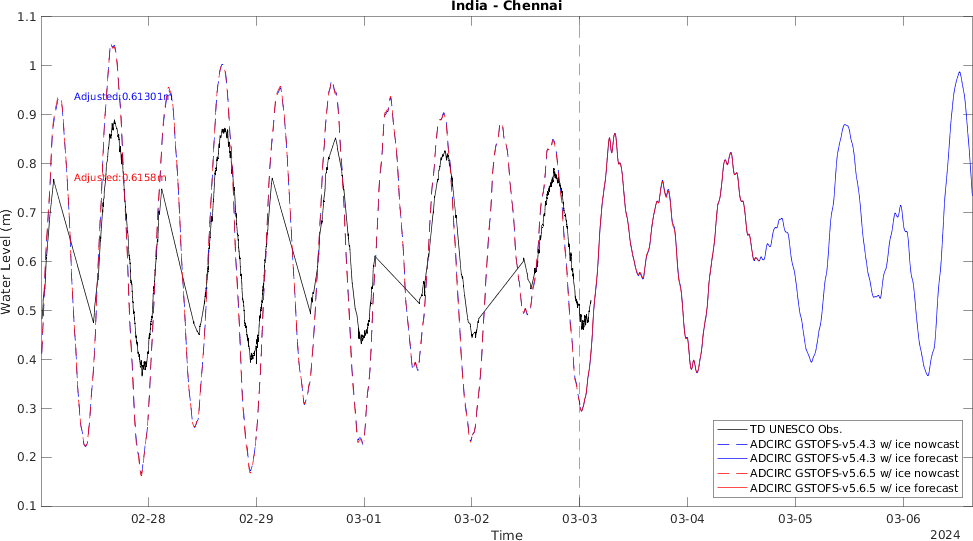 India - Chennai
1.1
1
0.9
0.8
0.7
0.6
0.5
0.4
0.3
0.2
0.1
Water Level (m)
Adjusted:0.61301m
Adjusted:0.6158m
TD UNESCO Obs.
ADCIRC GSTOFS-v5.4.3 w/ ice nowcast
ADCIRC GSTOFS-v5.4.3 w/ ice forecast
ADCIRC GSTOFS-v5.6.5 w/ ice nowcast
ADCIRC GSTOFS-v5.6.5 w/ ice forecast
02-28 02-29 03-01 03-02 03-03 03-04 03-05 03-06
Time
2024